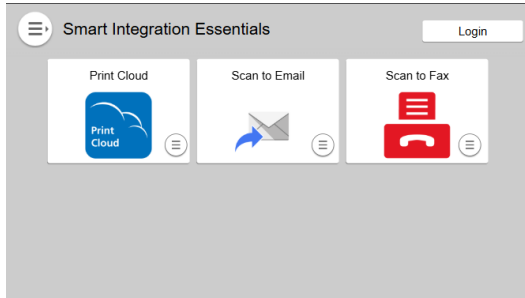 Smart Integration Essentials
Login
Print Cloud
Scan to Email
Scan to Fax
Print
Cloud